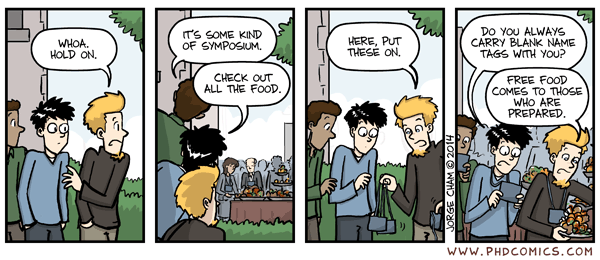 WHOA.
HOLD ON.
IT'S SOME KIND
OF SYMPOSIUM.
CHECK OUT
ALL THE FOOD.
HERE, PUT
THESE ON.
JORGE CHAM © 2014
DO YOU ALWAYS
CARRY BLANK NAME
TAGS WITH YOU?
FREE FOOD
COMES TO THOSE
WHO ARE
PREPARED.
WWW.PHDCOMICS.COM